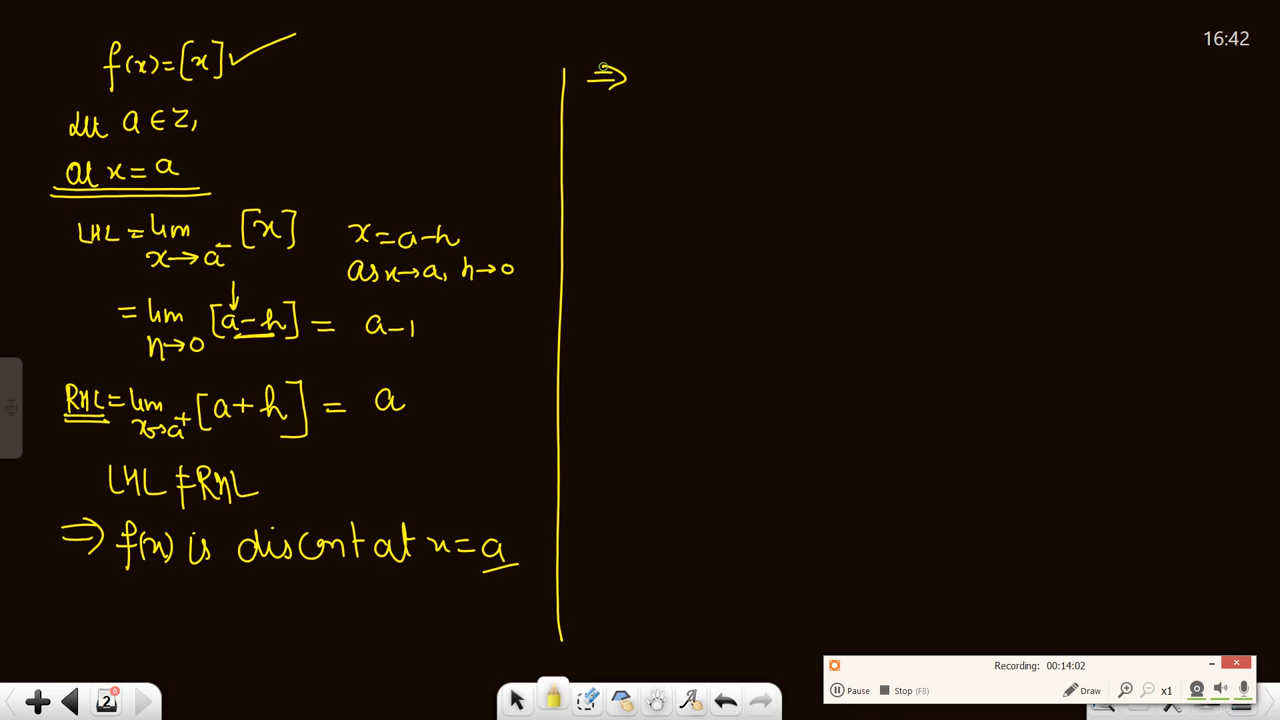 16:42
f(x)=[x] ✓
Let a ∈ Z,
At x = a
LHL = lim [x] x = a-h
x→a⁻ as x→a, h→0
= lim [a-h] = a-1
h→0
RHL = lim [a+h] = a
x→a⁺
LHL ≠ RHL
⇒ f(x) is discont at x = a
⇒
Recording: 00:14:02
Pause Stop (F8) Draw x1
2 0